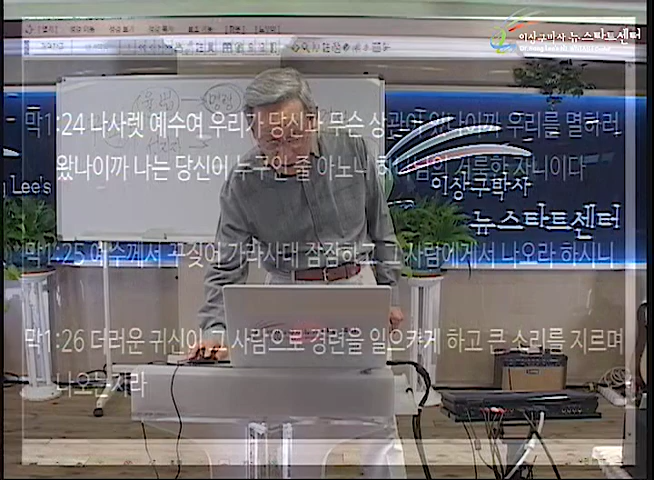 이상구박사 뉴스타트센터
막1:24 나사렛 예수여 우리가 당신과 무슨 상관이 있나이까 우리를 멸하러
왔나이까 나는 당신이 누구인 줄 아노니 하나님의 거룩한 자니이다
Lee's
이상구박사
뉴스타트센터
막1:25 예수께서 꾸짖어 가라사대 잠잠하고 그 사람에게서 나오라 하시니
막1:26 더러운 귀신이 그 사람으로 경련을 일으키게 하고 큰 소리를 지르며
나오는지라